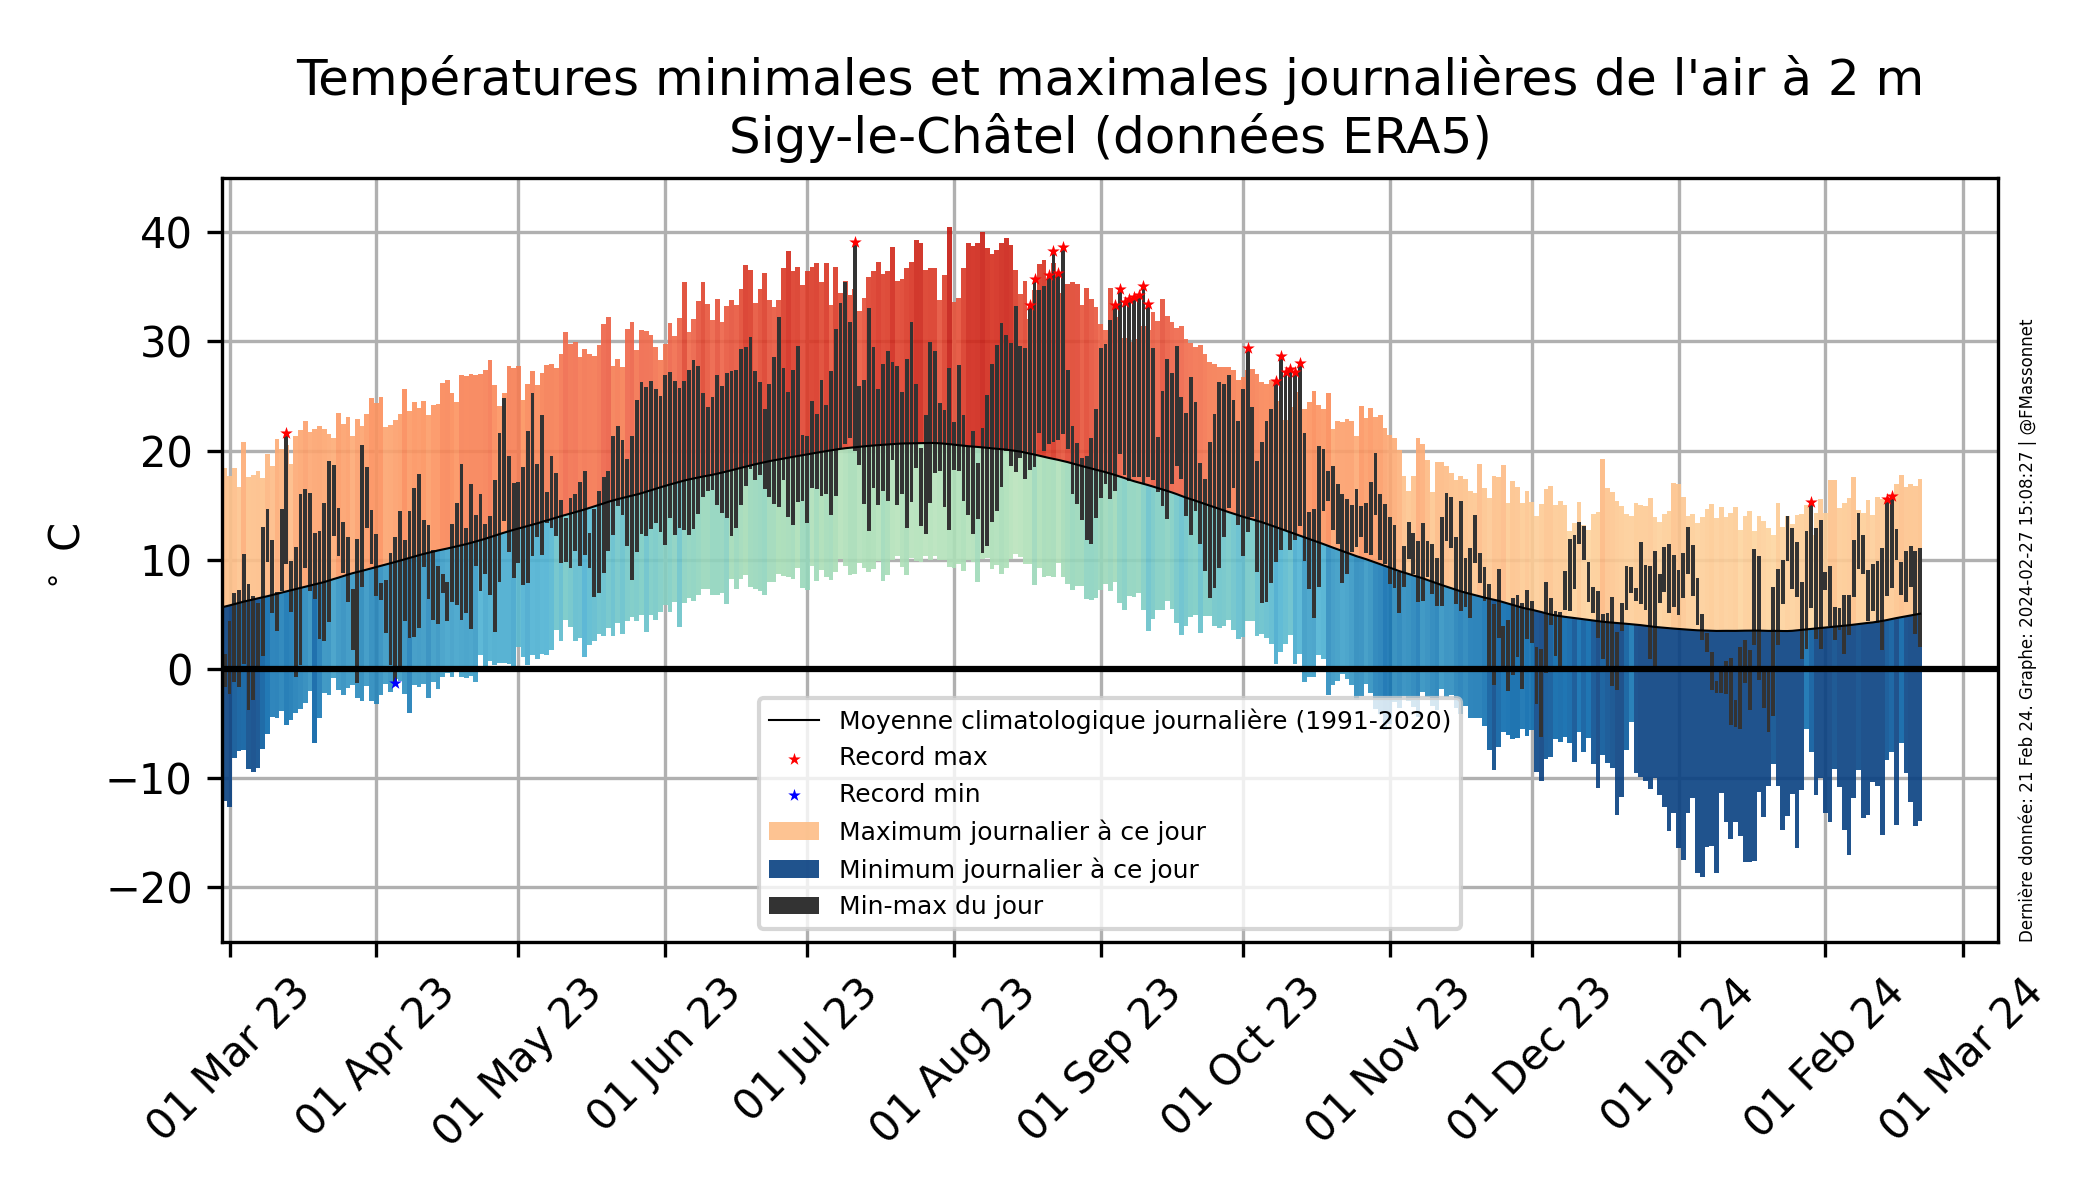 Températures minimales et maximales journalières de l'air à 2 m
Sigy-le-Châtel (données ERA5)
40
30
20
10
0
−10
−20
° C
Moyenne climatologique journalière (1991-2020)
Record max
Record min
Maximum journalier à ce jour
Minimum journalier à ce jour
Min-max du jour
01 Mar 23
01 Apr 23
01 May 23
01 Jun 23
01 Jul 23
01 Aug 23
01 Sep 23
01 Oct 23
01 Nov 23
01 Dec 23
01 Jan 24
01 Feb 24
01 Mar 24
Dernière donnée: 21 Feb 24. Graphe: 2024-02-27 15:08:27 | @FMassonnet